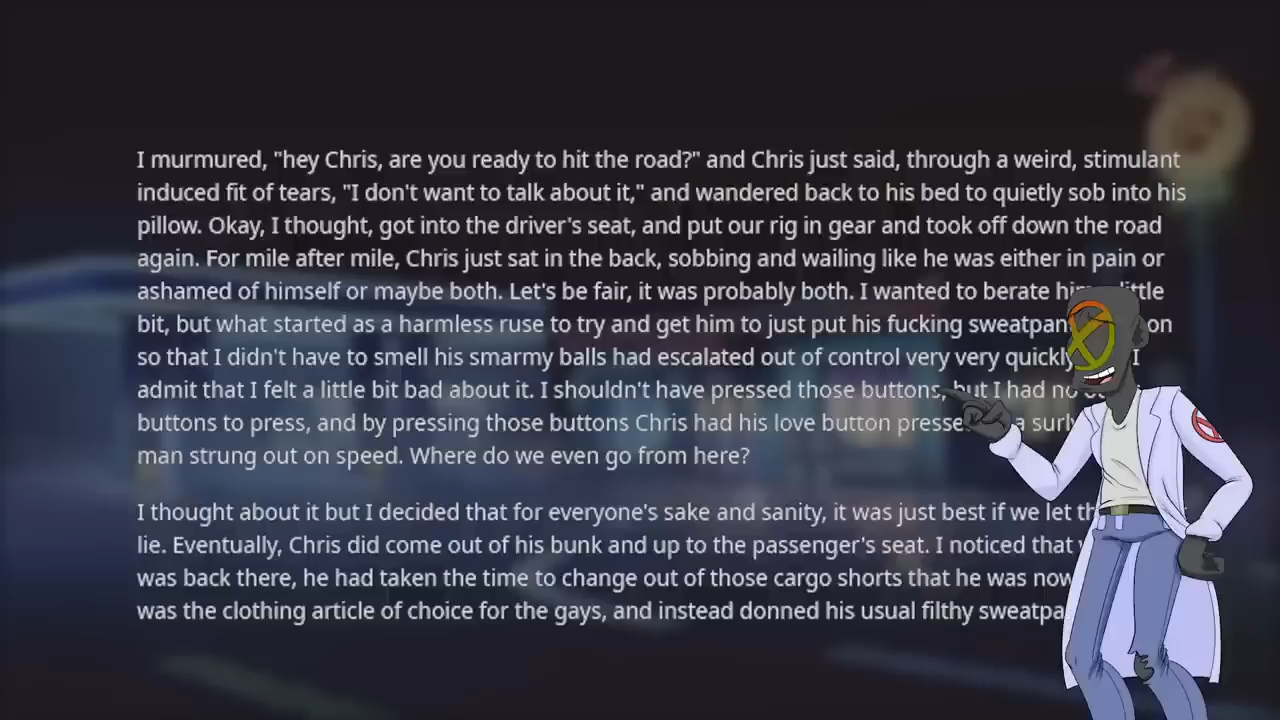 I murmured, "hey Chris, are you ready to hit the road?" and Chris just said, through a weird, stimulant
induced fit of tears, "I don't want to talk about it," and wandered back to his bed to quietly sob into his
pillow. Okay, I thought, got into the driver's seat, and put our rig in gear and took off down the road
again. For mile after mile, Chris just sat in the back, sobbing and wailing like he was either in pain or
ashamed of himself or maybe both. Let's be fair, it was probably both. I wanted to berate little
bit, but what started as a harmless ruse to try and get him to just put his fucking on
so that I didn't have to smell his smarmy balls had escalated out of control very very quickly I
admit that I felt a little bit bad about it. I shouldn't have pressed those buttons, but I had
buttons to press, and by pressing those buttons Chris had his love button a
man strung out on speed. Where do we even go from here?
I thought about it but I decided that for everyone's sake and sanity, it was just best if we let
lie. Eventually, Chris did come out of his bunk and up to the passenger's seat. I noticed that
was back there, he had taken the time to change out of those cargo shorts that he was now
was the clothing article of choice for the gays, and instead donned his usual filthy